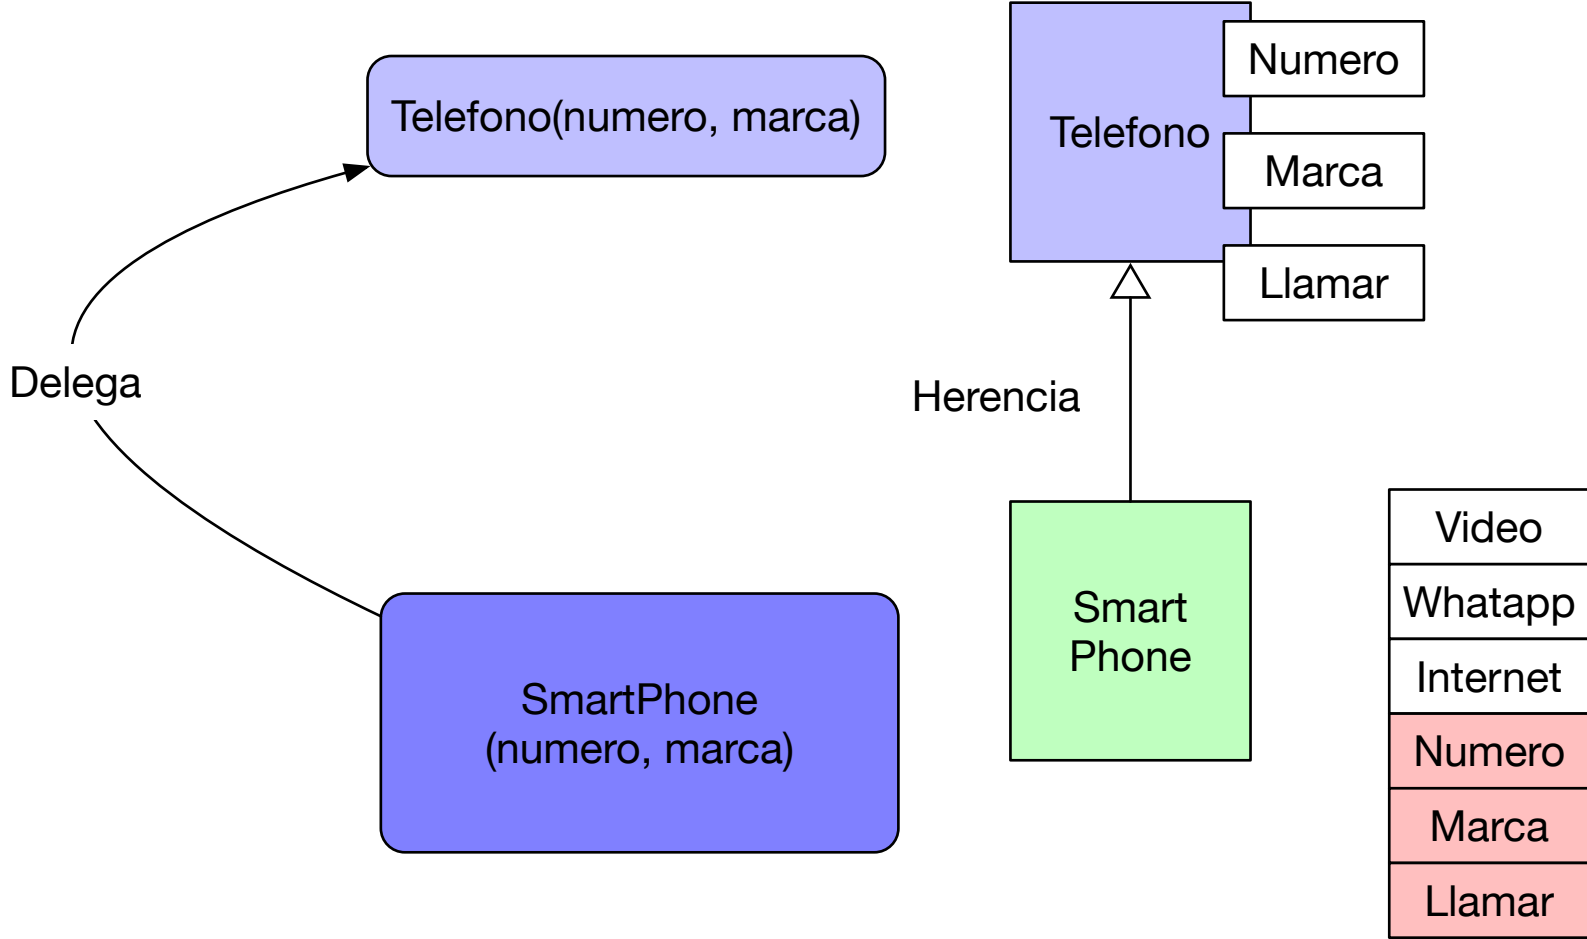 Telefono(numero, marca)
Telefono
Numero
Marca
Llamar
Delega
Herencia
Smart
Phone
SmartPhone
(numero, marca)
Video
Whatapp
Internet
Numero
Marca
Llamar